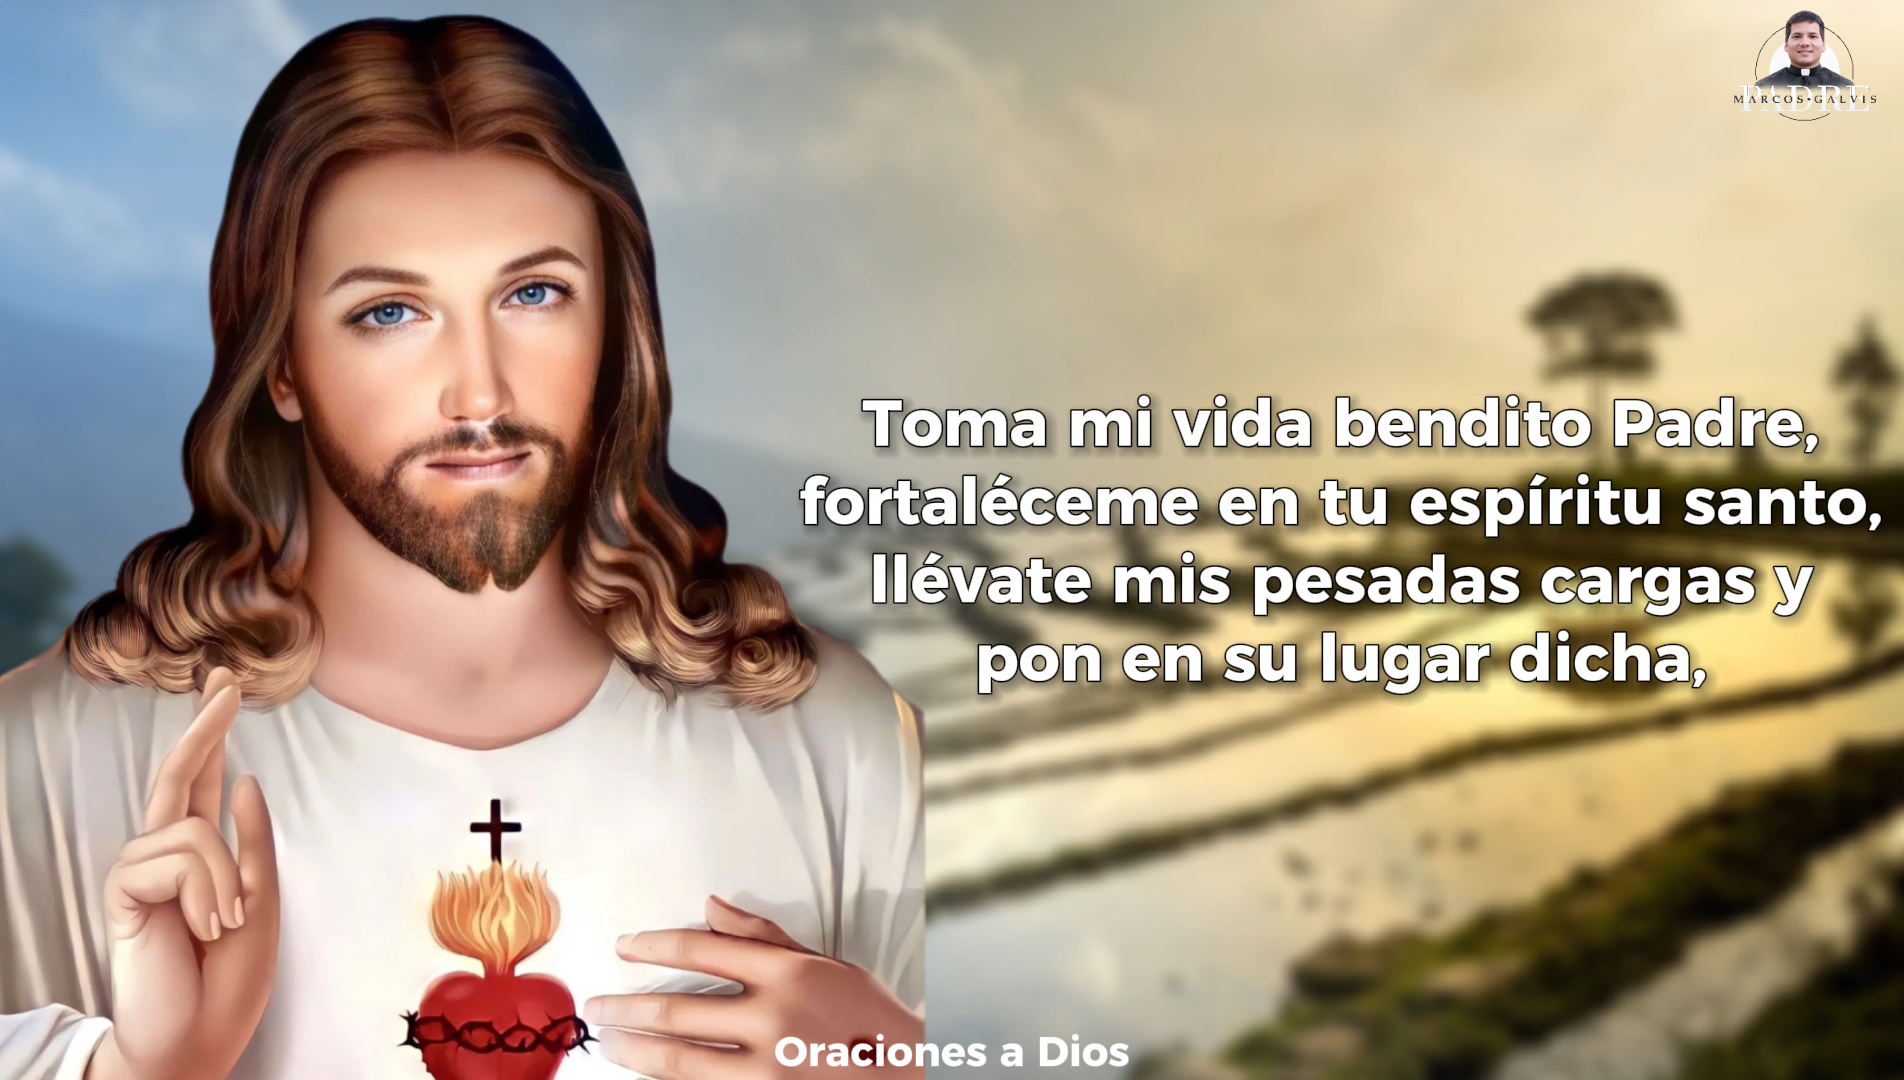 PADRE
MARCOS•GALVIS
Toma mi vida bendito Padre,
fortaléceme en tu espíritu santo,
llévate mis pesadas cargas y
pon en su lugar dicha,
Oraciones a Dios